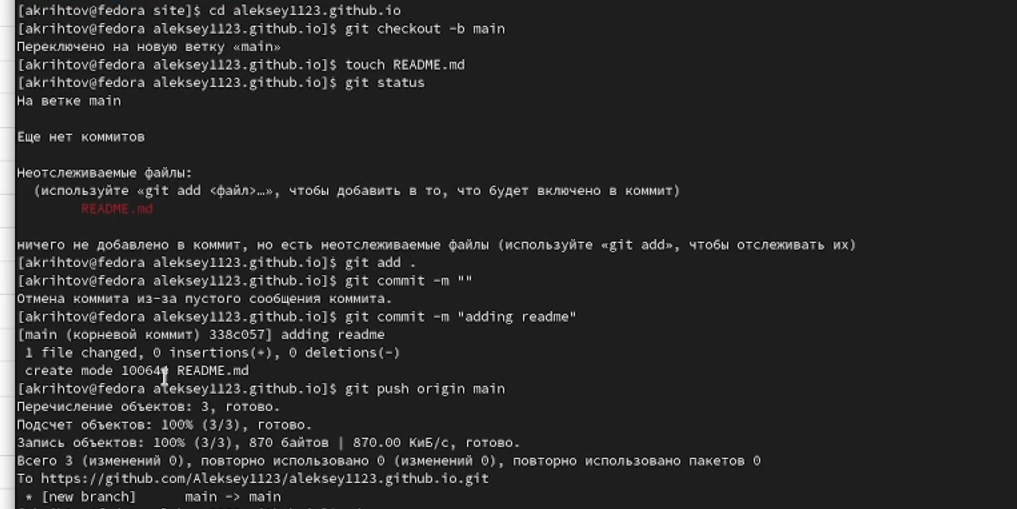 [akrihtov@fedora site]$ cd aleksey1123.github.io
[akrihtov@fedora aleksey1123.github.io]$ git checkout -b main
Переключено на новую ветку «main»
[akrihtov@fedora aleksey1123.github.io]$ touch README.md
[akrihtov@fedora aleksey1123.github.io]$ git status
На ветке main
Еще нет коммитов
Неотслеживаемые файлы:
(используйте «git add <файл>…», чтобы добавить в то, что будет включено в коммит)
README.md
ничего не добавлено в коммит, но есть неотслеживаемые файлы (используйте «git add», чтобы отслеживать их)
[akrihtov@fedora aleksey1123.github.io]$ git add .
[akrihtov@fedora aleksey1123.github.io]$ git commit -m ""
Отмена коммита из-за пустого сообщения коммита.
[akrihtov@fedora aleksey1123.github.io]$ git commit -m "adding readme"
[main (корневой коммит) 338c057] adding readme
1 file changed, 0 insertions(+), 0 deletions(-)
create mode 100644 README.md
[akrihtov@fedora aleksey1123.github.io]$ git push origin main
Перечисление объектов: 3, готово.
Подсчет объектов: 100% (3/3), готово.
Запись объектов: 100% (3/3), 870 байтов | 870.00 КиБ/с, готово.
Всего 3 (изменений 0), повторно использовано 0 (изменений 0), повторно использовано пакетов 0
To https://github.com/Aleksey1123/aleksey1123.github.io.git
* [new branch] main -> main